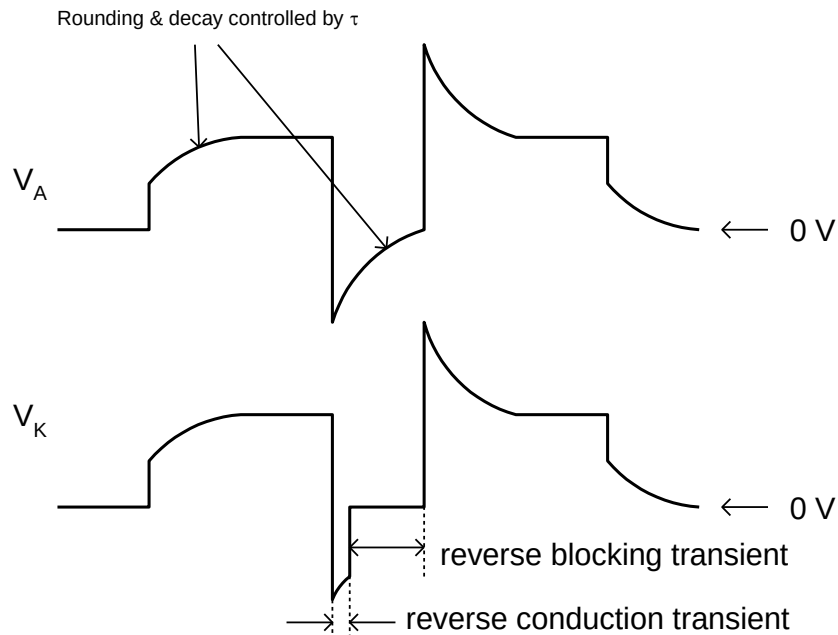 Rounding & decay controlled by τ
V_A
0 V
V_K
0 V
reverse blocking transient
reverse conduction transient